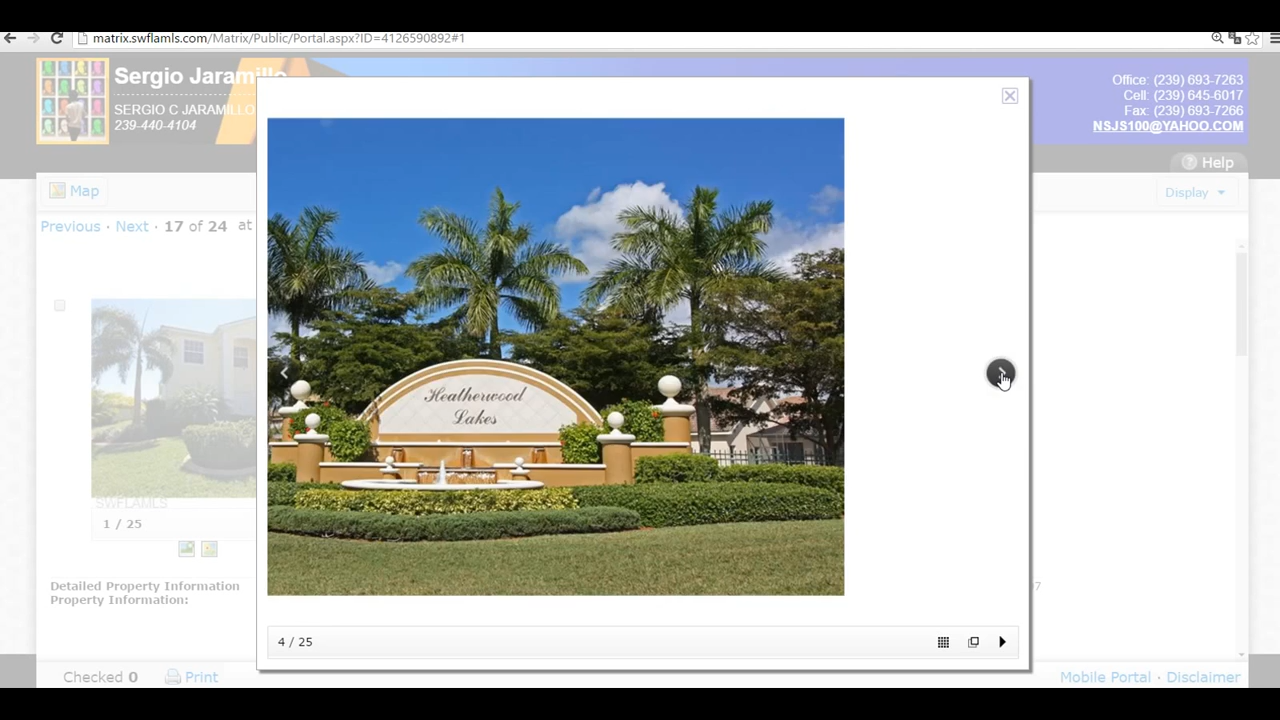 matrix.swflamls.com/Matrix/Public/Portal.aspx?ID=4126590892#1
Sergio Jaramillo
SERGIO C JARAMILLO
239-440-4104
Office: (239) 693-7263
Cell: (239) 645-6017
Fax: (239) 693-7266
NSJS100@YAHOO.COM
Help
Map
Display
Previous · Next · 17 of 24 at
Heatherwood
Lakes
SWFLAMLS
1 / 25
Detailed Property Information
Property Information:
07
4 / 25
Checked 0
Print
Mobile Portal · Disclaimer